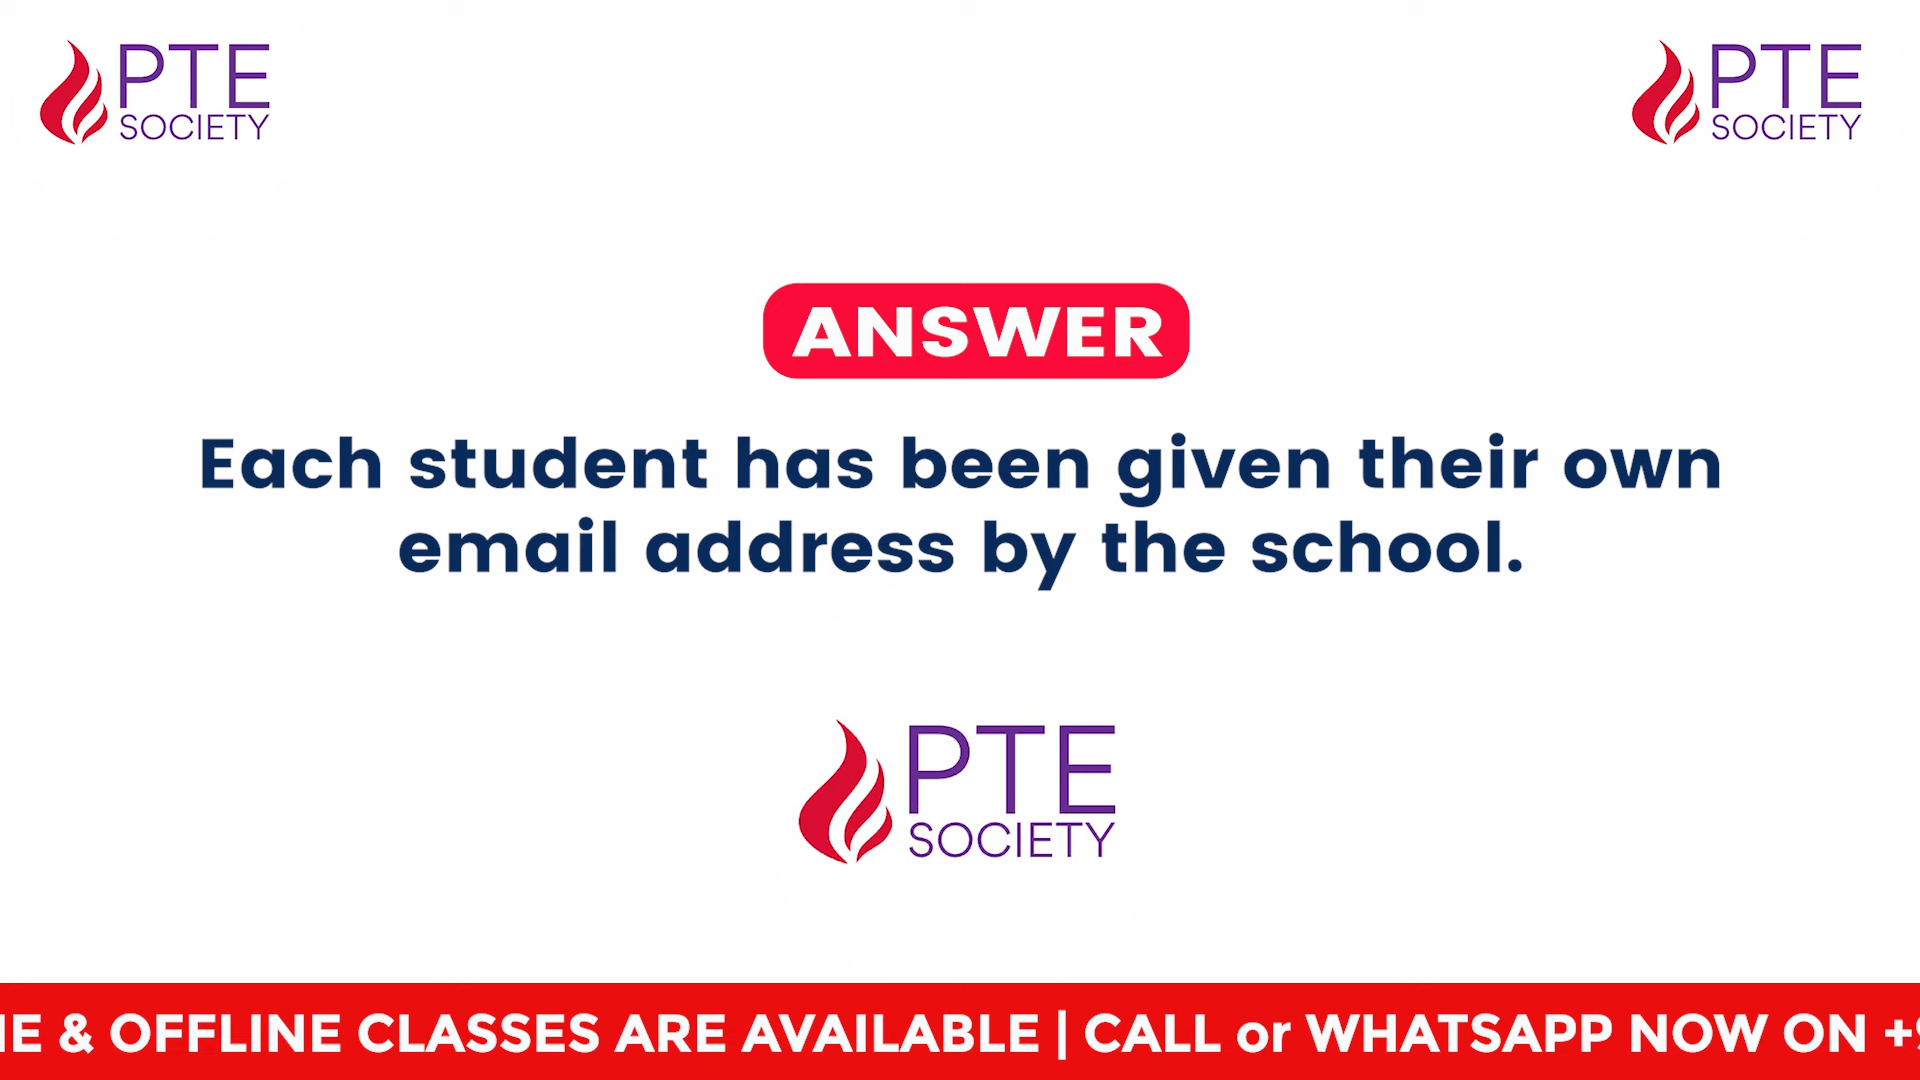 PTE
SOCIETY
PTE
SOCIETY
ANSWER
Each student has been given their own
email address by the school.
PTE
SOCIETY
& OFFLINE CLASSES ARE AVAILABLE | CALL or WHATSAPP NOW ON